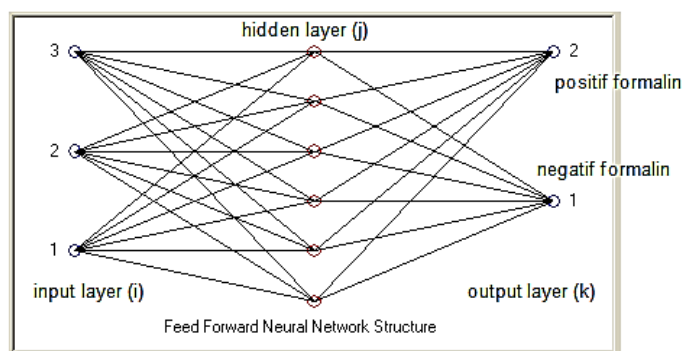 hidden layer (j)
3
2
positif formalin
2
negatif formalin
1
1
input layer (i)
output layer (k)
Feed Forward Neural Network Structure